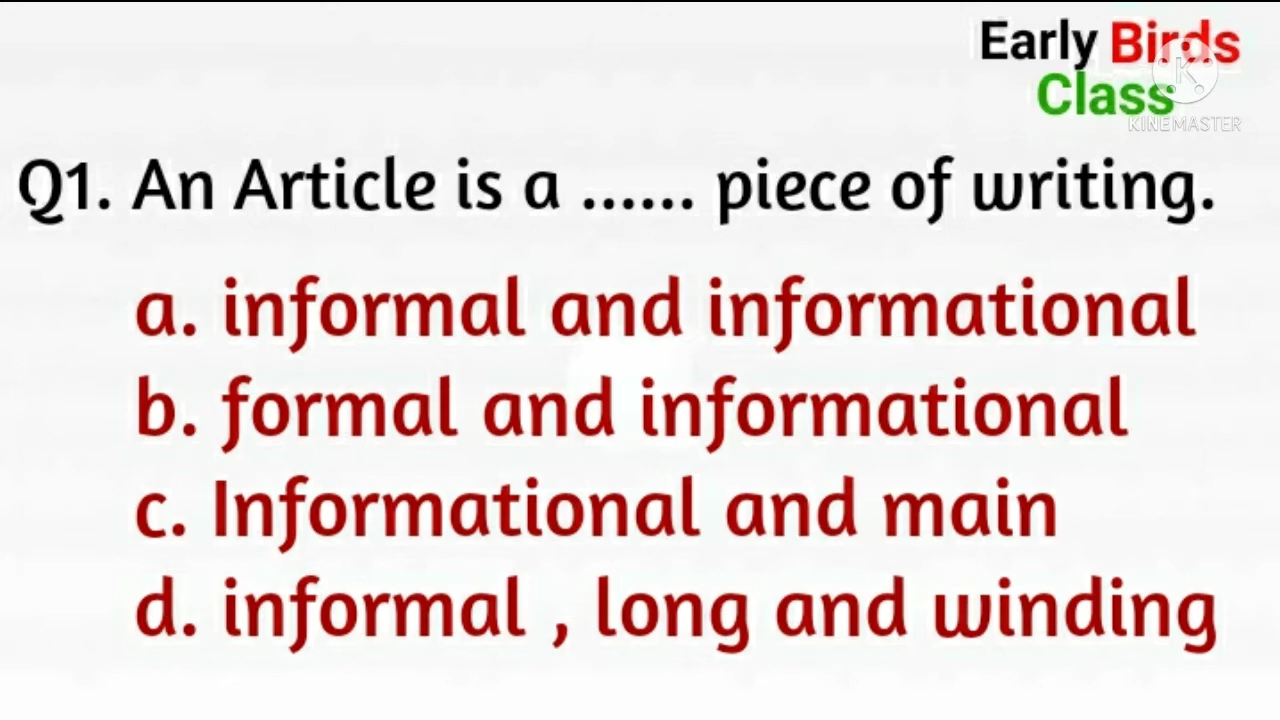 Early Birds
Class
KINEMASTER
Q1. An Article is a ...... piece of writing.
a. informal and informational
b. formal and informational
c. Informational and main
d. informal , long and winding